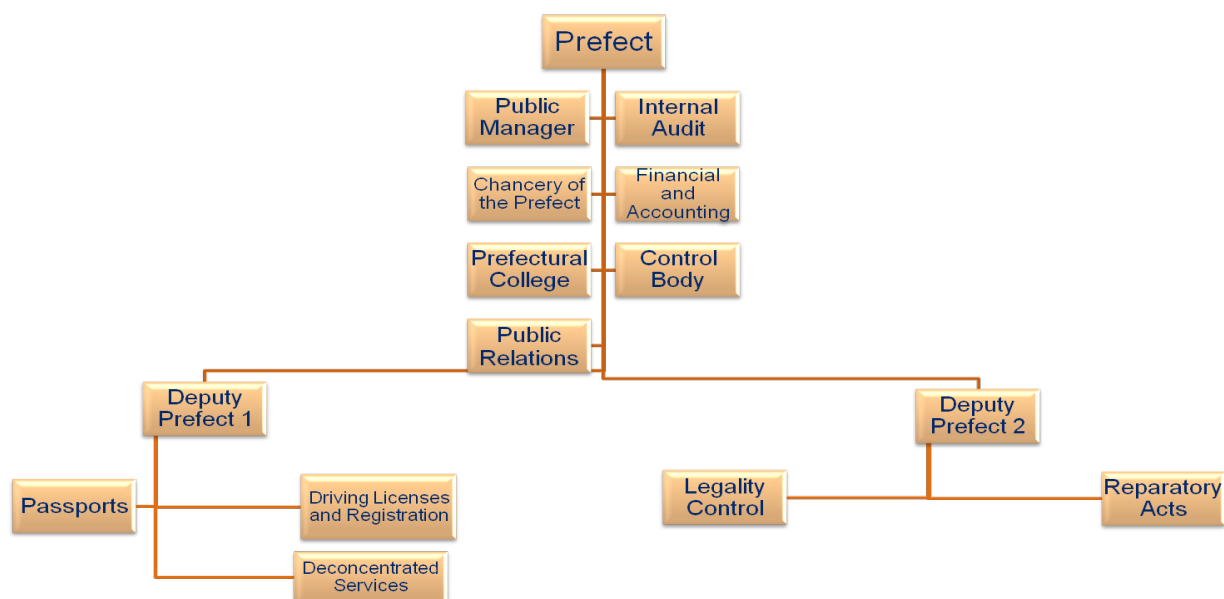 Prefect
Public
Manager
Internal
Audit
Chancery of
the Prefect
Financial
and
Accounting
Prefectural
College
Control
Body
Public
Relations
Deputy
Prefect 1
Deputy
Prefect 2
Passports
Driving Licenses
and Registration
Legality
Control
Reparatory
Acts
Deconcentrated
Services